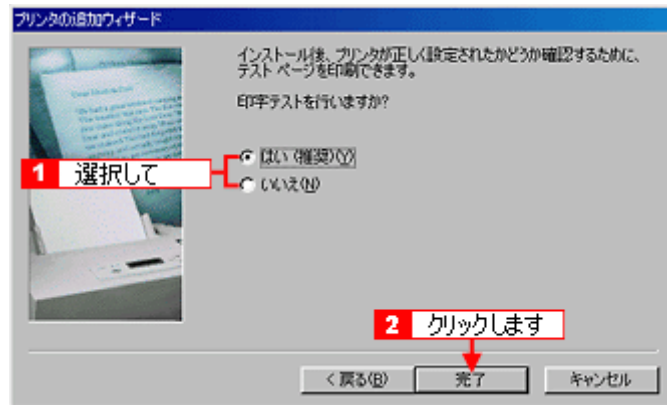 プリンタの追加ウィザード
インストール後、プリンタが正しく設定されたかどうか確認するために、
テスト ページを印刷できます。
印字テストを行いますか?
はい (推奨)(Y)
1 選択して
いいえ(N)
2 クリックします
< 戻る(B)
完了
キャンセル